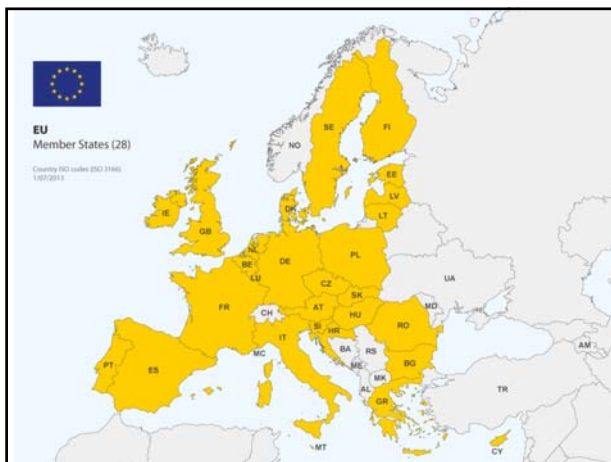 EU
Member States (28)
Country ISO codes (ISO 3166)
1/07/2013
SE
FI
NO
EE
LV
LT
DK
IE
GB
NL
BE
LU
DE
PL
CZ
SK
UA
FR
CH
AT
HU
MD
SI
HR
RO
IT
MC
BA
RS
ME
BG
MK
AL
AM
PT
ES
GR
TR
MT
CY